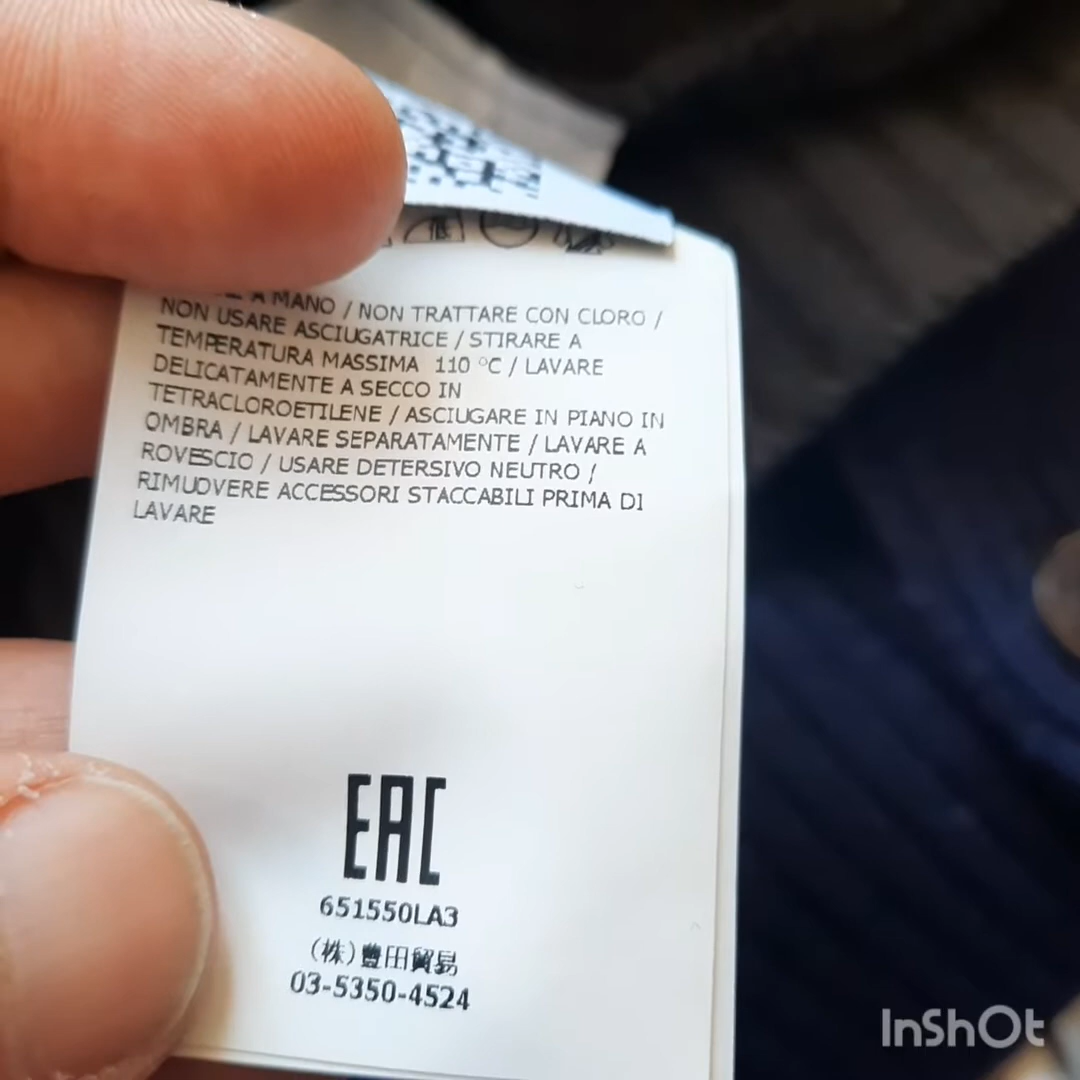 A MANO / NON TRATTARE CON CLORO /
NON USARE ASCIUGATRICE / STIRARE A
TEMPERATURA MASSIMA 110 °C / LAVARE
DELICATAMENTE A SECCO IN
TETRACLOROETILENE / ASCIUGARE IN PIANO IN
OMBRA / LAVARE SEPARATAMENTE / LAVARE A
ROVESCIO / USARE DETERSIVO NEUTRO /
RIMUOVERE ACCESSORI STACCABILI PRIMA DI
LAVARE
EAC
651550LA3
(株)豊田貿易
03-5350-4524
InShOt